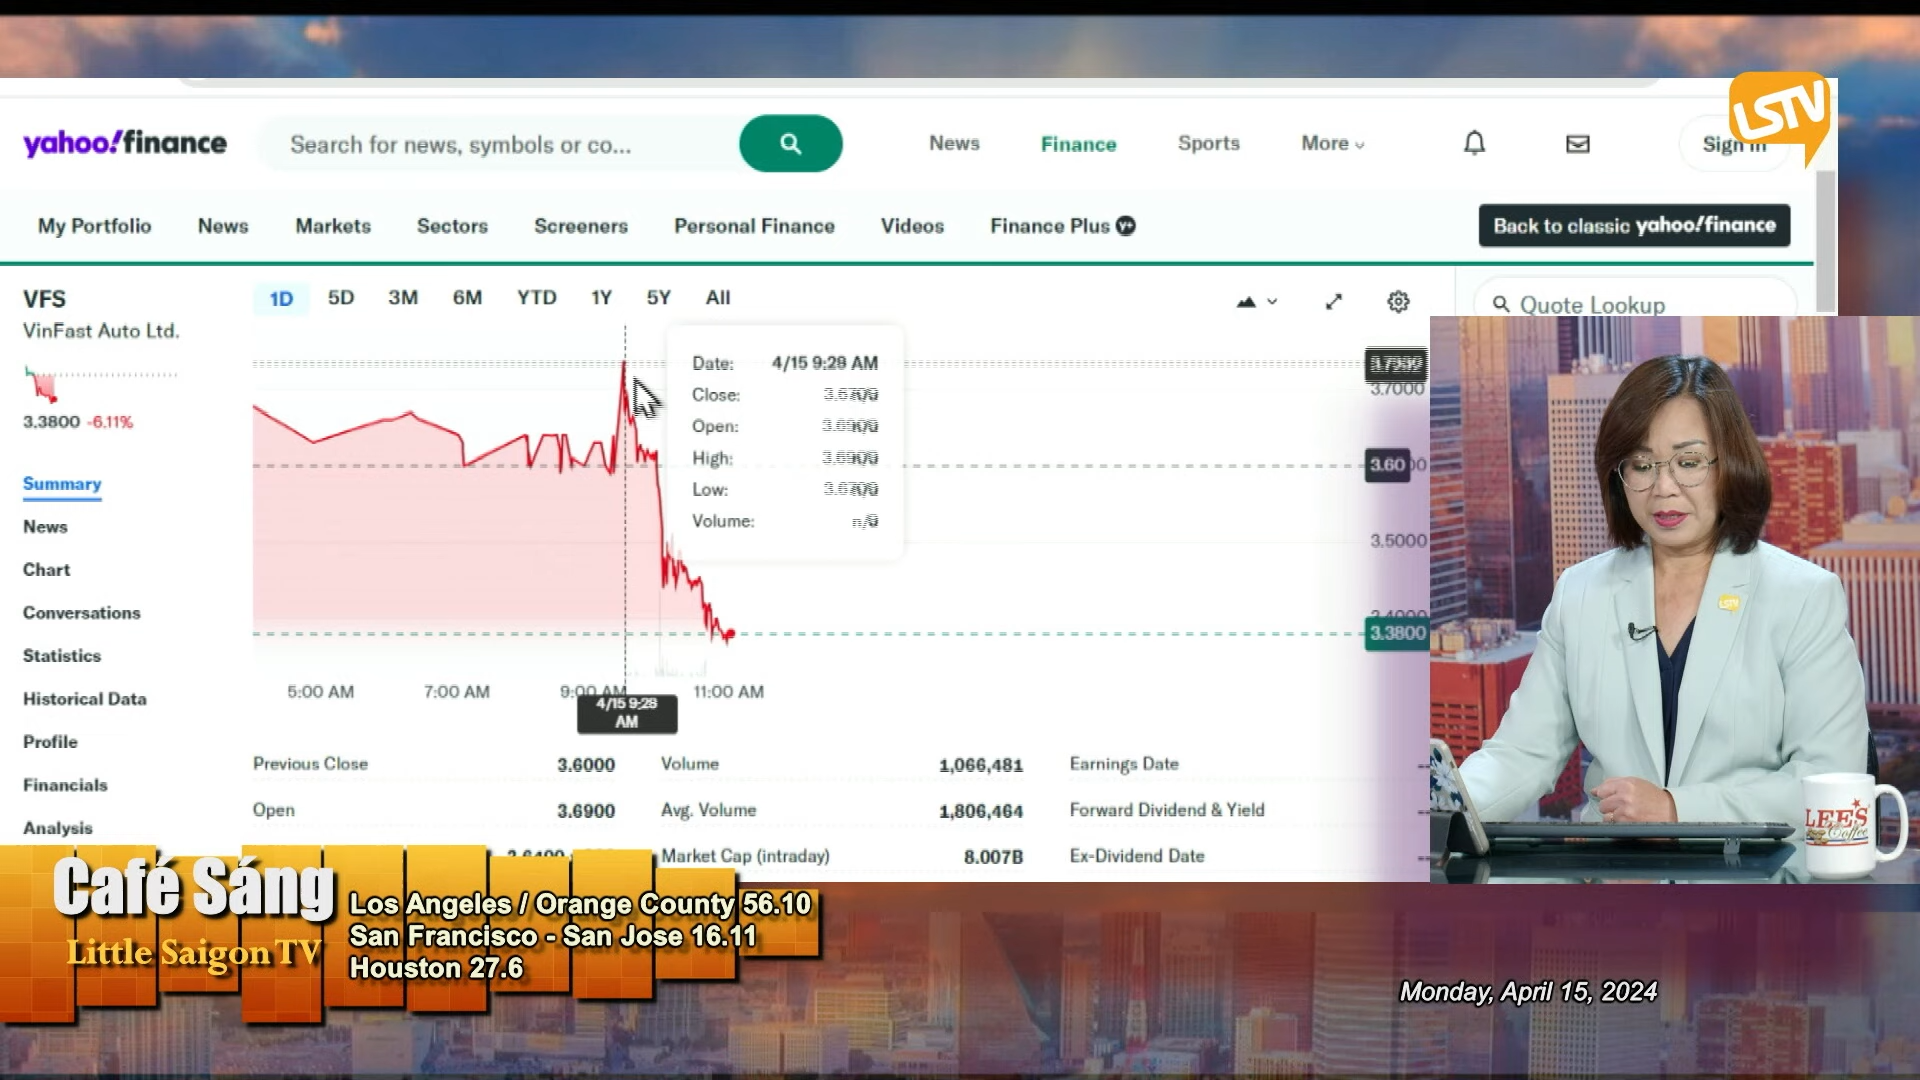 LSTV
yahoo!finance
Search for news, symbols or co...
News
Finance
Sports
More
Sign in
My Portfolio
News
Markets
Sectors
Screeners
Personal Finance
Videos
Finance Plus
Back to classic yahoo!finance
VFS
VinFast Auto Ltd.
3.3800 -6.11%
Summary
News
Chart
Conversations
Statistics
Historical Data
Profile
Financials
Analysis
1D 5D 3M 6M YTD 1Y 5Y All
Quote Lookup
Date: 4/15 9:29 AM
Close:
Open:
High:
Low:
Volume:
3.7000
3.60
3.5000
3.4000
3.3800
5:00 AM 7:00 AM 9:00 AM 11:00 AM
4/15 9:28
AM
Previous Close 3.6000
Volume 1,066,481
Earnings Date --
Open 3.6900
Avg. Volume 1,806,464
Forward Dividend & Yield --
Market Cap (intraday) 8.007B
Ex-Dividend Date --
LSTV
LEE'S
Coffee
Café Sáng
Little Saigon TV
Los Angeles / Orange County 56.10
San Francisco - San Jose 16.11
Houston 27.6
Monday, April 15, 2024